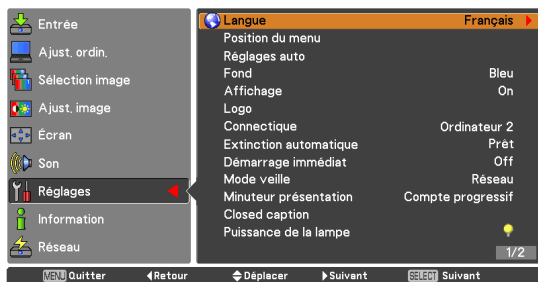 Entrée
Ajust. ordin.
Sélection image
Ajust. image
Écran
Son
Réglages
Information
Réseau
Langue Français
Position du menu
Réglages auto
Fond Bleu
Affichage On
Logo
Connectique Ordinateur 2
Extinction automatique Prêt
Démarrage immédiat Off
Mode veille Réseau
Minuteur présentation Compte progressif
Closed caption
Puissance de la lampe
1/2
MENU Quitter Retour Déplacer Suivant SELECT Suivant